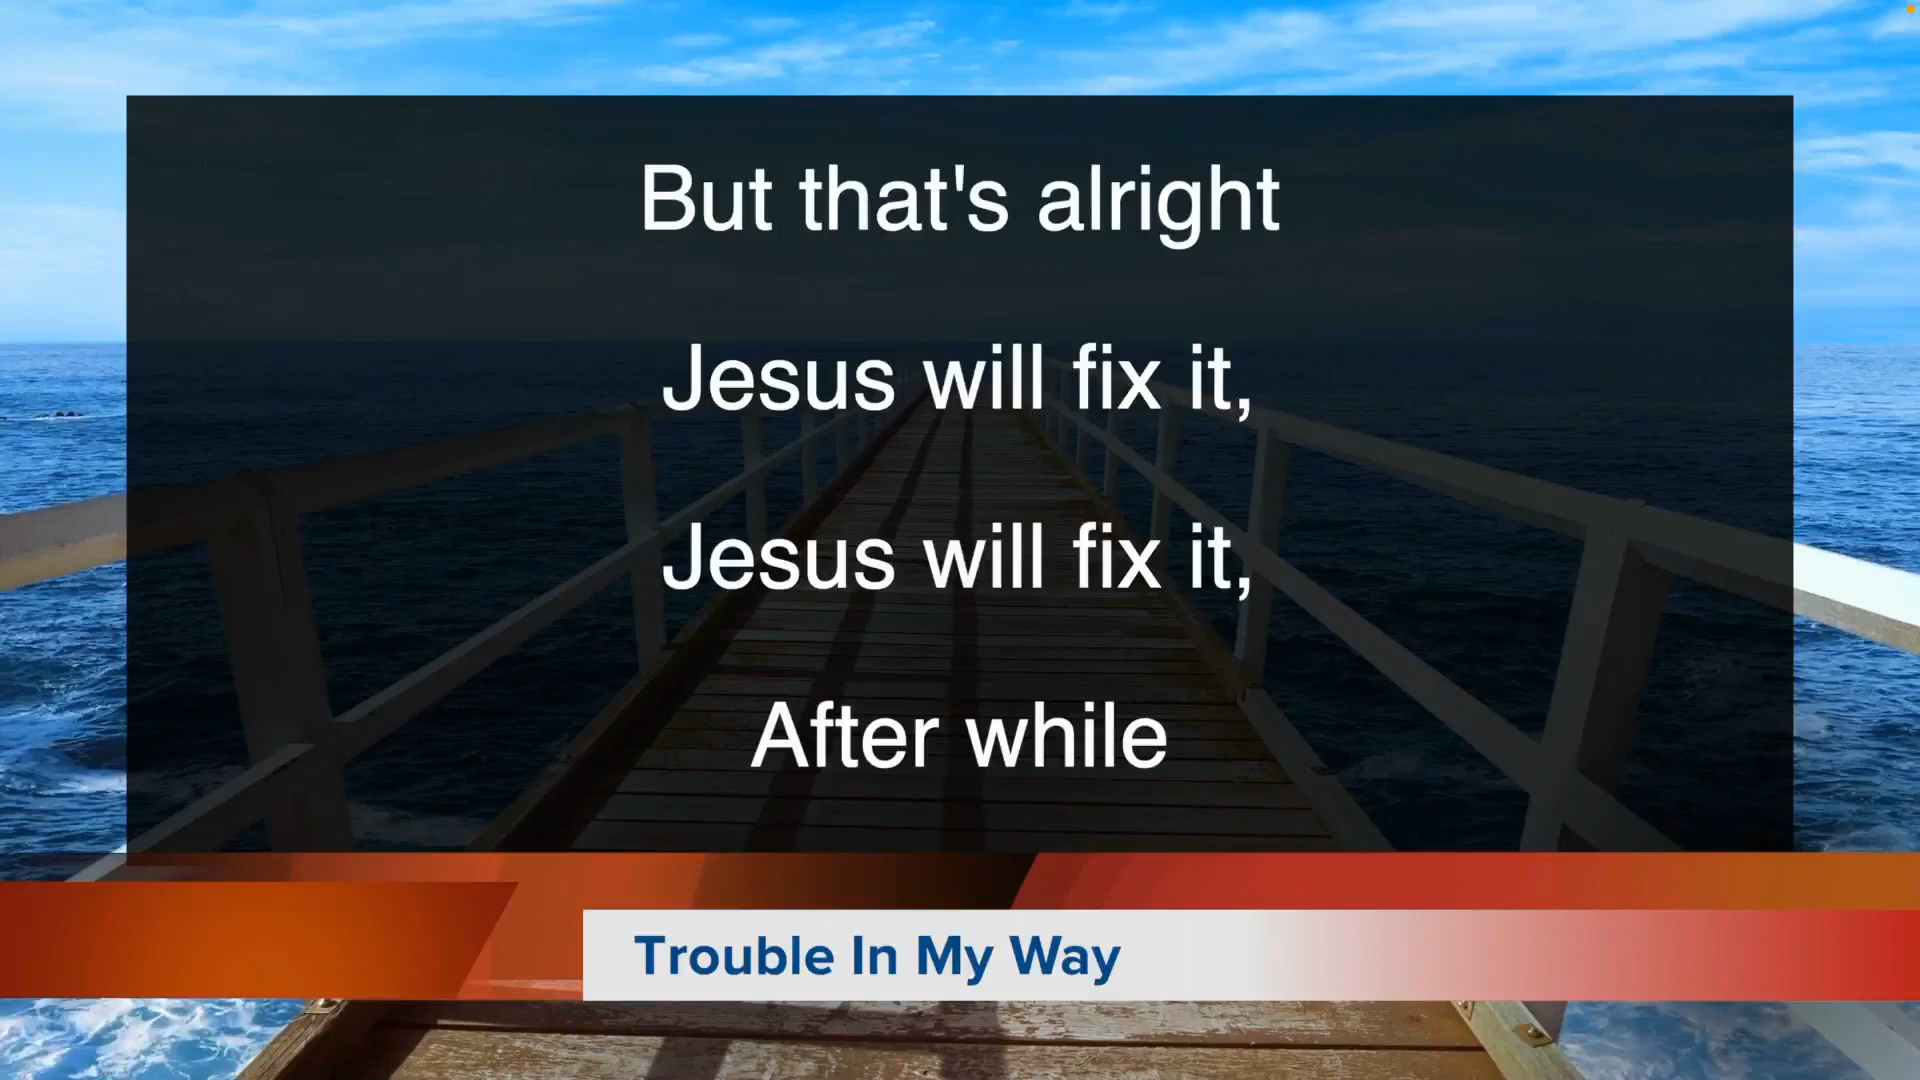 But that's alright
Jesus will fix it,
Jesus will fix it,
After while
Trouble In My Way